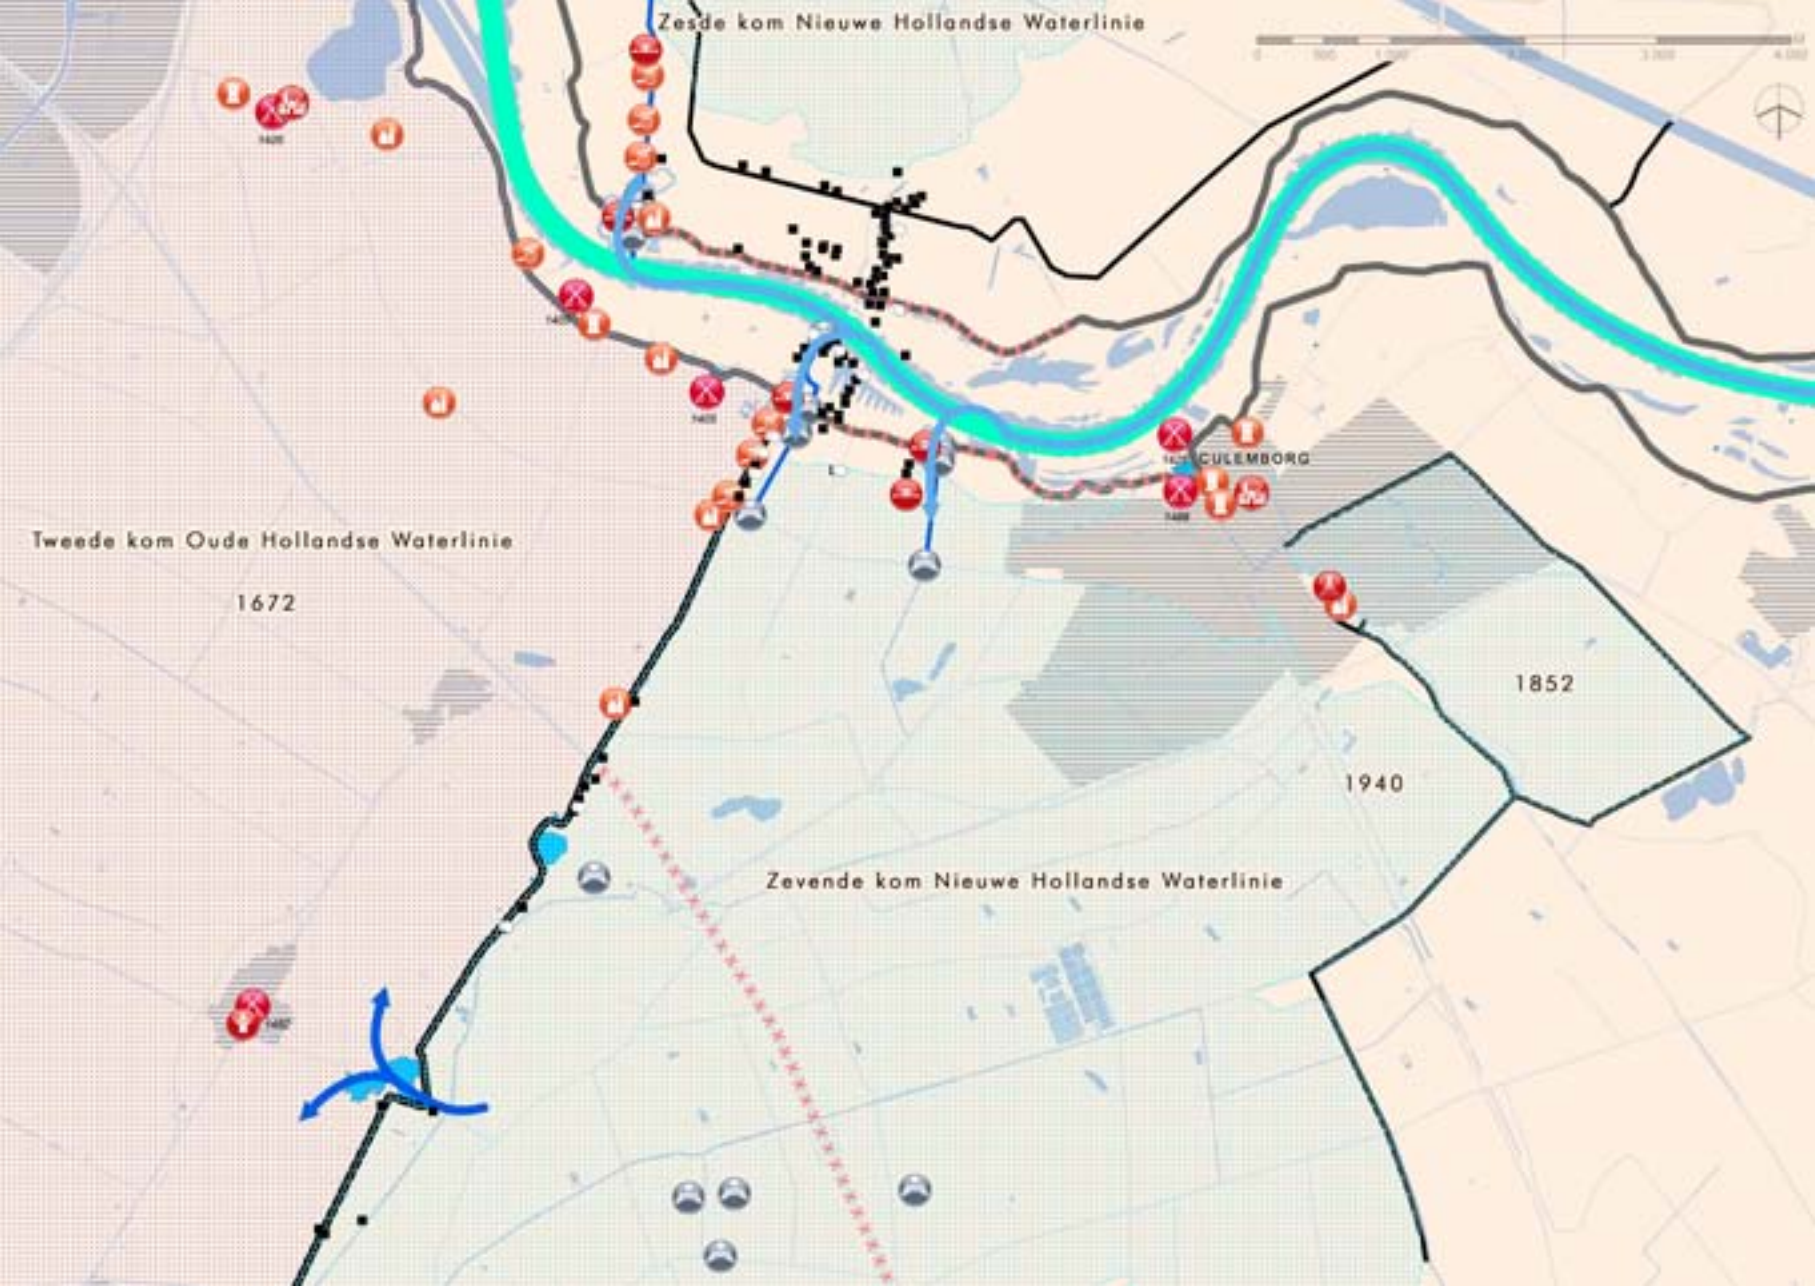 Zesde kom Nieuwe Hollandse Waterlinie
0
CULEMBORG
Tweede kom Oude Hollandse Waterlinie
1672
1852
1940
Zevende kom Nieuwe Hollandse Waterlinie